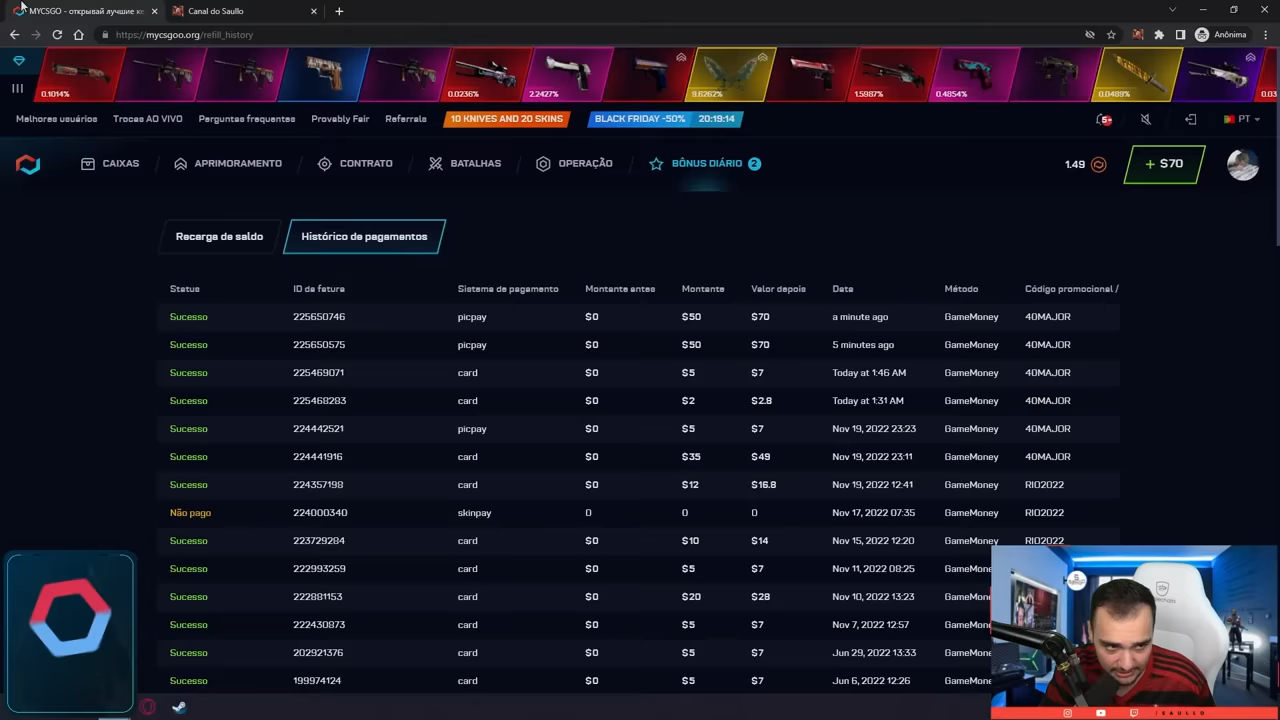 MYCSGO - открывай лучшие ке
Canal do Saullo
https://mycsgoo.org/refill_history
Anônima
0.1014%
0.0236%
2.2427%
9.6262%
1.5987%
0.4854%
0.0489%
0.03
Melhores usuários
Trocas AO VIVO
Perguntas frequentes
Provably Fair
Referrals
10 KNIVES AND 20 SKINS
BLACK FRIDAY -50% 20:19:14
PT
CAIXAS
APRIMORAMENTO
CONTRATO
BATALHAS
OPERAÇÃO
BÔNUS DIÁRIO 2
1.49
+ $70
Recarga de saldo
Histórico de pagamentos
Status ID da fatura Sistema de pagamento Montante antes Montante Valor depois Data Método Código promocional /
Sucesso 225650746 picpay $0 $50 $70 a minute ago GameMoney 40MAJOR
Sucesso 225650575 picpay $0 $50 $70 5 minutes ago GameMoney 40MAJOR
Sucesso 225469071 card $0 $5 $7 Today at 1:46 AM GameMoney 40MAJOR
Sucesso 225468283 card $0 $2 $2.8 Today at 1:31 AM GameMoney 40MAJOR
Sucesso 224442521 picpay $0 $5 $7 Nov 19, 2022 23:23 GameMoney 40MAJOR
Sucesso 224441916 card $0 $35 $49 Nov 19, 2022 23:11 GameMoney 40MAJOR
Sucesso 224357198 card $0 $12 $16.8 Nov 19, 2022 12:41 GameMoney RIO2022
Não pago 224000340 skinpay 0 0 0 Nov 17, 2022 07:35 GameMoney RIO2022
Sucesso 223729284 card $0 $10 $14 Nov 15, 2022 12:20 GameMoney RIO2022
Sucesso 222993259 card $0 $5 $7 Nov 11, 2022 08:25 GameMon
Sucesso 222881153 card $0 $20 $28 Nov 10, 2022 13:23 GameMon
Sucesso 222430873 card $0 $5 $7 Nov 7, 2022 12:57 GameMon
Sucesso 202921376 card $0 $5 $7 Jun 29, 2022 13:33 GameMon
Sucesso 199974124 card $0 $5 $7 Jun 6, 2022 12:26 GameMon
/SAULLO